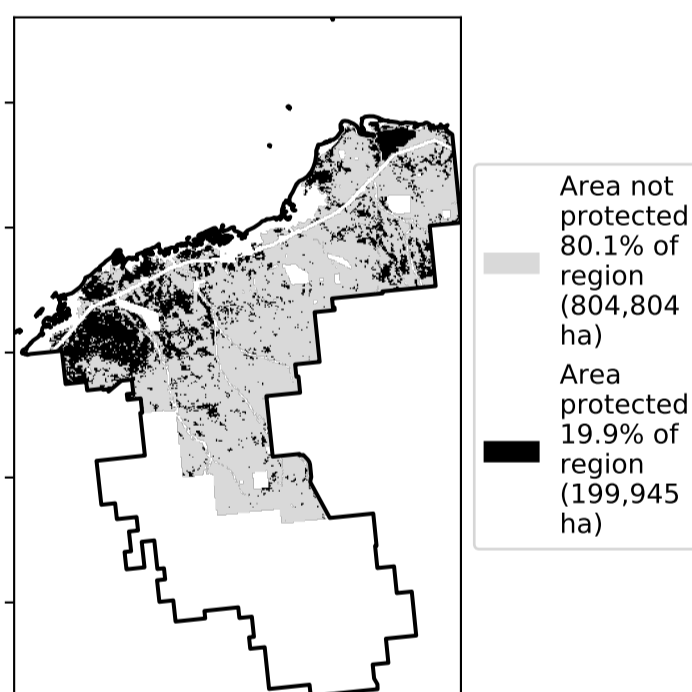 Area not
protected
80.1% of
region
(804,804
ha)
Area
protected
19.9% of
region
(199,945
ha)